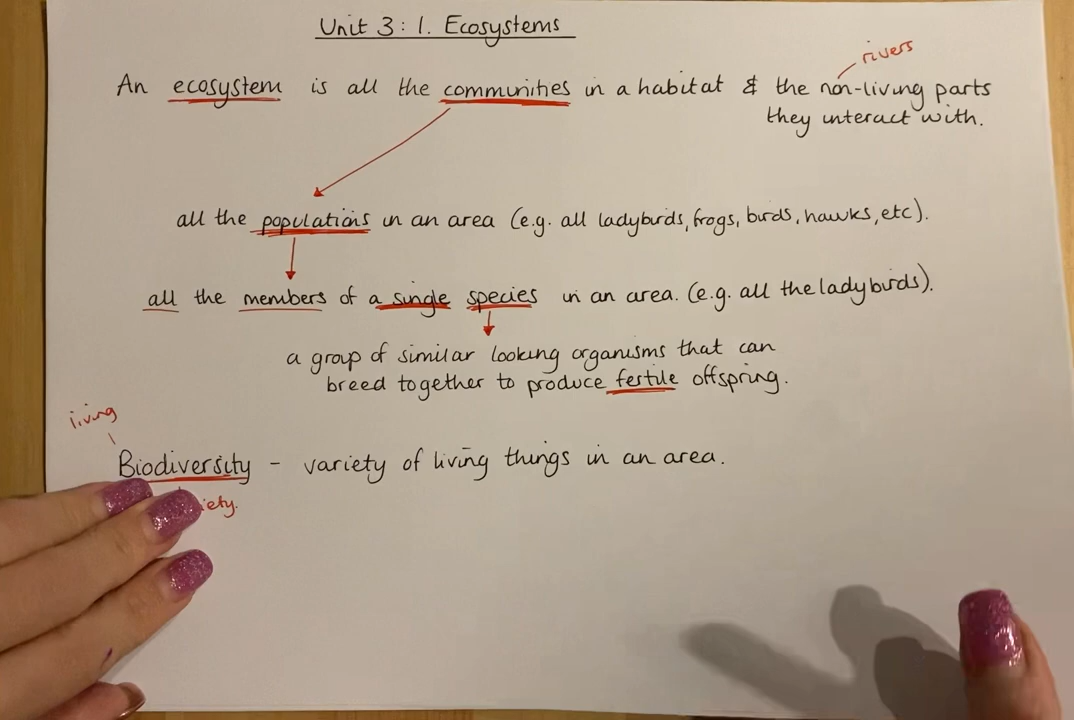 Unit 3: 1. Ecosystems
rivers
An ecosystem is all the communities in a habitat & the non-living parts
they interact with.
all the populations in an area (e.g. all ladybirds, frogs, birds, hawks, etc).
all the members of a single species in an area. (e.g. all the ladybirds).
a group of similar looking organisms that can
breed together to produce fertile offspring.
living
Biodiversity - variety of living things in an area.